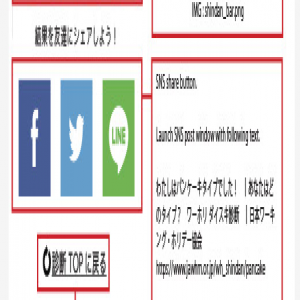 IMG : shindan_bar.png
結果を友達にシェアしよう！
f
LINE
SNS share button.
Launch SNS post window with following text.
わたしはパンケーキタイプでした！ ｜あなたはど
のタイプ？ ワーホリ ダイスキ診断 ｜日本ワーキ
ング・ホリデー協会
https://www.jawhm.or.jp/wh_shindan/pancake
診断 TOP に戻る